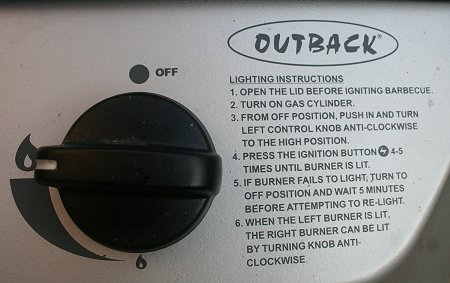 OUTBACK®
OFF
LIGHTING INSTRUCTIONS
1. OPEN THE LID BEFORE IGNITING BARBECUE.
2. TURN ON GAS CYLINDER.
3. FROM OFF POSITION, PUSH IN AND TURN
LEFT CONTROL KNOB ANTI-CLOCKWISE
TO THE HIGH POSITION.
4. PRESS THE IGNITION BUTTON 4-5
TIMES UNTIL BURNER IS LIT.
5. IF BURNER FAILS TO LIGHT, TURN TO
OFF POSITION AND WAIT 5 MINUTES
BEFORE ATTEMPTING TO RE-LIGHT.
6. WHEN THE LEFT BURNER IS LIT,
THE RIGHT BURNER CAN BE LIT
BY TURNING KNOB ANTI-
CLOCKWISE.